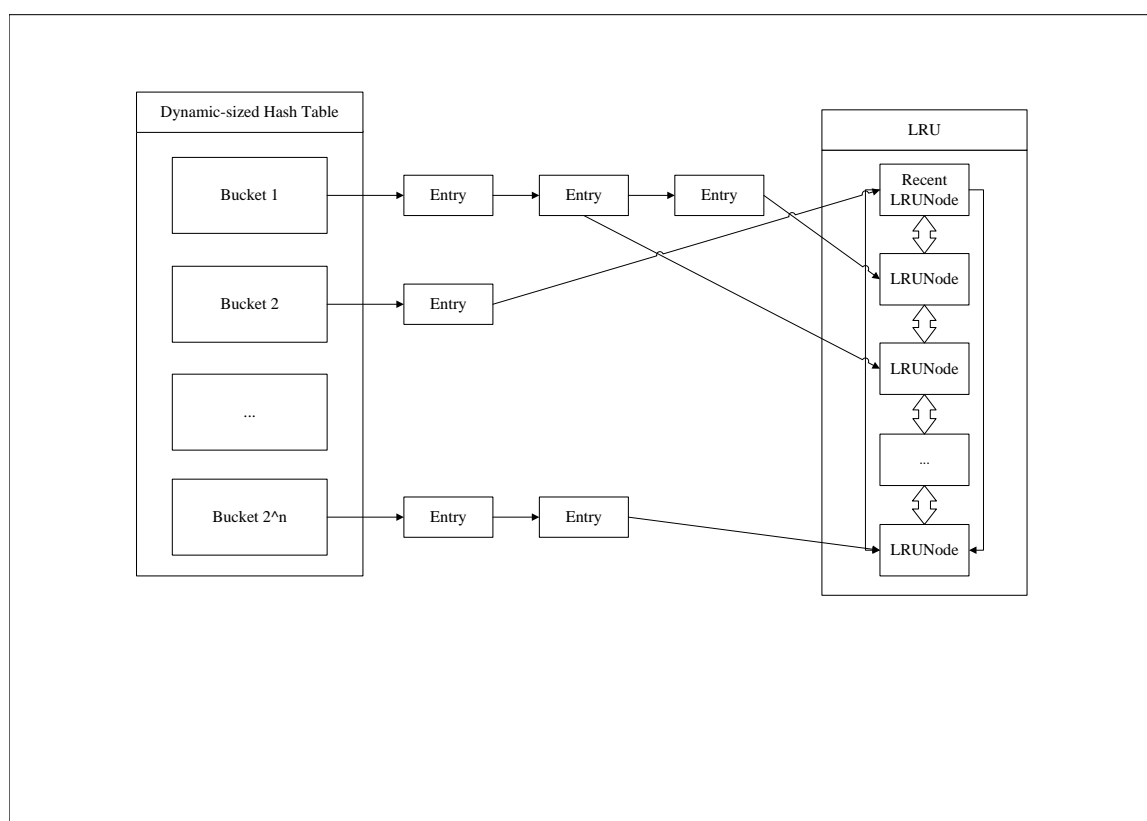 Dynamic-sized Hash Table
LRU
Bucket 1
Entry
Entry
Entry
Recent
LRUNode
LRUNode
Bucket 2
Entry
LRUNode
...
...
Bucket 2^n
Entry
Entry
LRUNode